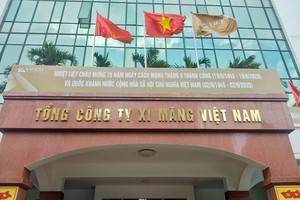 NHIỆT LIỆT CHÀO MỪNG 75 NĂM NGÀY CÁCH MẠNG THÁNG 8 THÀNH CÔNG (19/8/1945 - 19/8/2020)
VÀ QUỐC KHÁNH NƯỚC CỘNG HÒA XÃ HỘI CHỦ NGHĨA VIỆT NAM (02/9/1945 - 02/9/2020)
TỔNG CÔNG TY XI MĂNG VIỆT NAM